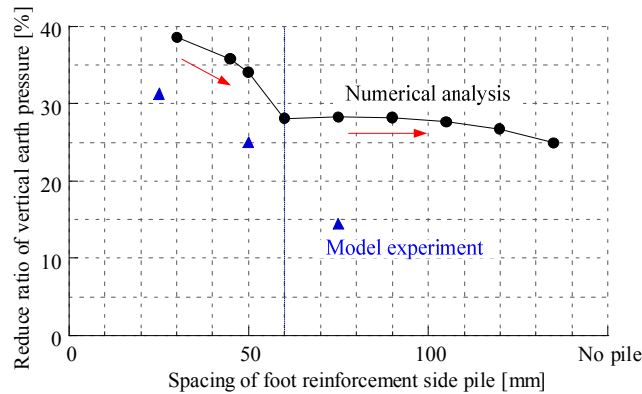 Reduce ratio of vertical earth pressure [%]
40
30
20
10
0
Numerical analysis
Model experiment
0
50
100
No pile
Spacing of foot reinforcement side pile [mm]